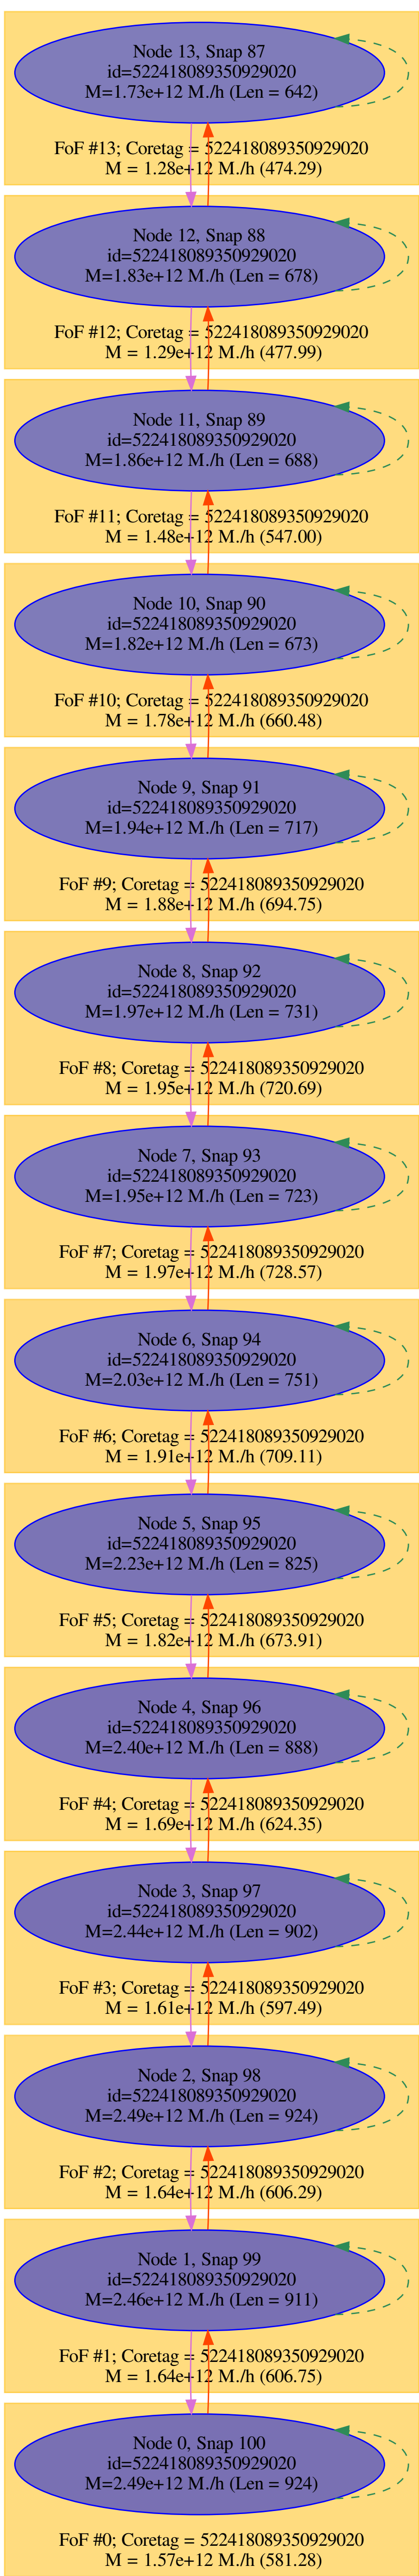 Node 13, Snap 87
id=522418089350929020
M=1.73e+12 M./h (Len = 642)
FoF #13; Coretag = 522418089350929020
M = 1.28e+12 M./h (474.29)
Node 12, Snap 88
id=522418089350929020
M=1.83e+12 M./h (Len = 678)
FoF #12; Coretag = 522418089350929020
M = 1.29e+12 M./h (477.99)
Node 11, Snap 89
id=522418089350929020
M=1.86e+12 M./h (Len = 688)
FoF #11; Coretag = 522418089350929020
M = 1.48e+12 M./h (547.00)
Node 10, Snap 90
id=522418089350929020
M=1.82e+12 M./h (Len = 673)
FoF #10; Coretag = 522418089350929020
M = 1.78e+12 M./h (660.48)
Node 9, Snap 91
id=522418089350929020
M=1.94e+12 M./h (Len = 717)
FoF #9; Coretag = 522418089350929020
M = 1.88e+12 M./h (694.75)
Node 8, Snap 92
id=522418089350929020
M=1.97e+12 M./h (Len = 731)
FoF #8; Coretag = 522418089350929020
M = 1.95e+12 M./h (720.69)
Node 7, Snap 93
id=522418089350929020
M=1.95e+12 M./h (Len = 723)
FoF #7; Coretag = 522418089350929020
M = 1.97e+12 M./h (728.57)
Node 6, Snap 94
id=522418089350929020
M=2.03e+12 M./h (Len = 751)
FoF #6; Coretag = 522418089350929020
M = 1.91e+12 M./h (709.11)
Node 5, Snap 95
id=522418089350929020
M=2.23e+12 M./h (Len = 825)
FoF #5; Coretag = 522418089350929020
M = 1.82e+12 M./h (673.91)
Node 4, Snap 96
id=522418089350929020
M=2.40e+12 M./h (Len = 888)
FoF #4; Coretag = 522418089350929020
M = 1.69e+12 M./h (624.35)
Node 3, Snap 97
id=522418089350929020
M=2.44e+12 M./h (Len = 902)
FoF #3; Coretag = 522418089350929020
M = 1.61e+12 M./h (597.49)
Node 2, Snap 98
id=522418089350929020
M=2.49e+12 M./h (Len = 924)
FoF #2; Coretag = 522418089350929020
M = 1.64e+12 M./h (606.29)
Node 1, Snap 99
id=522418089350929020
M=2.46e+12 M./h (Len = 911)
FoF #1; Coretag = 522418089350929020
M = 1.64e+12 M./h (606.75)
Node 0, Snap 100
id=522418089350929020
M=2.49e+12 M./h (Len = 924)
FoF #0; Coretag = 522418089350929020
M = 1.57e+12 M./h (581.28)